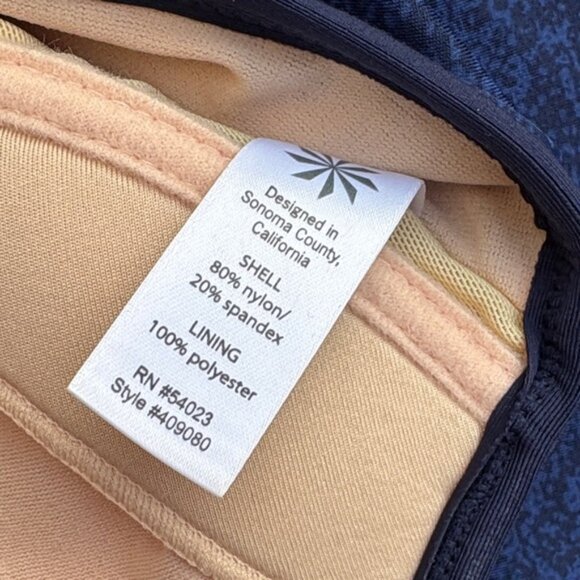 Designed in
Sonoma County,
California
SHELL
80% nylon/
20% spandex
LINING
100% polyester
RN #54023
Style #409080